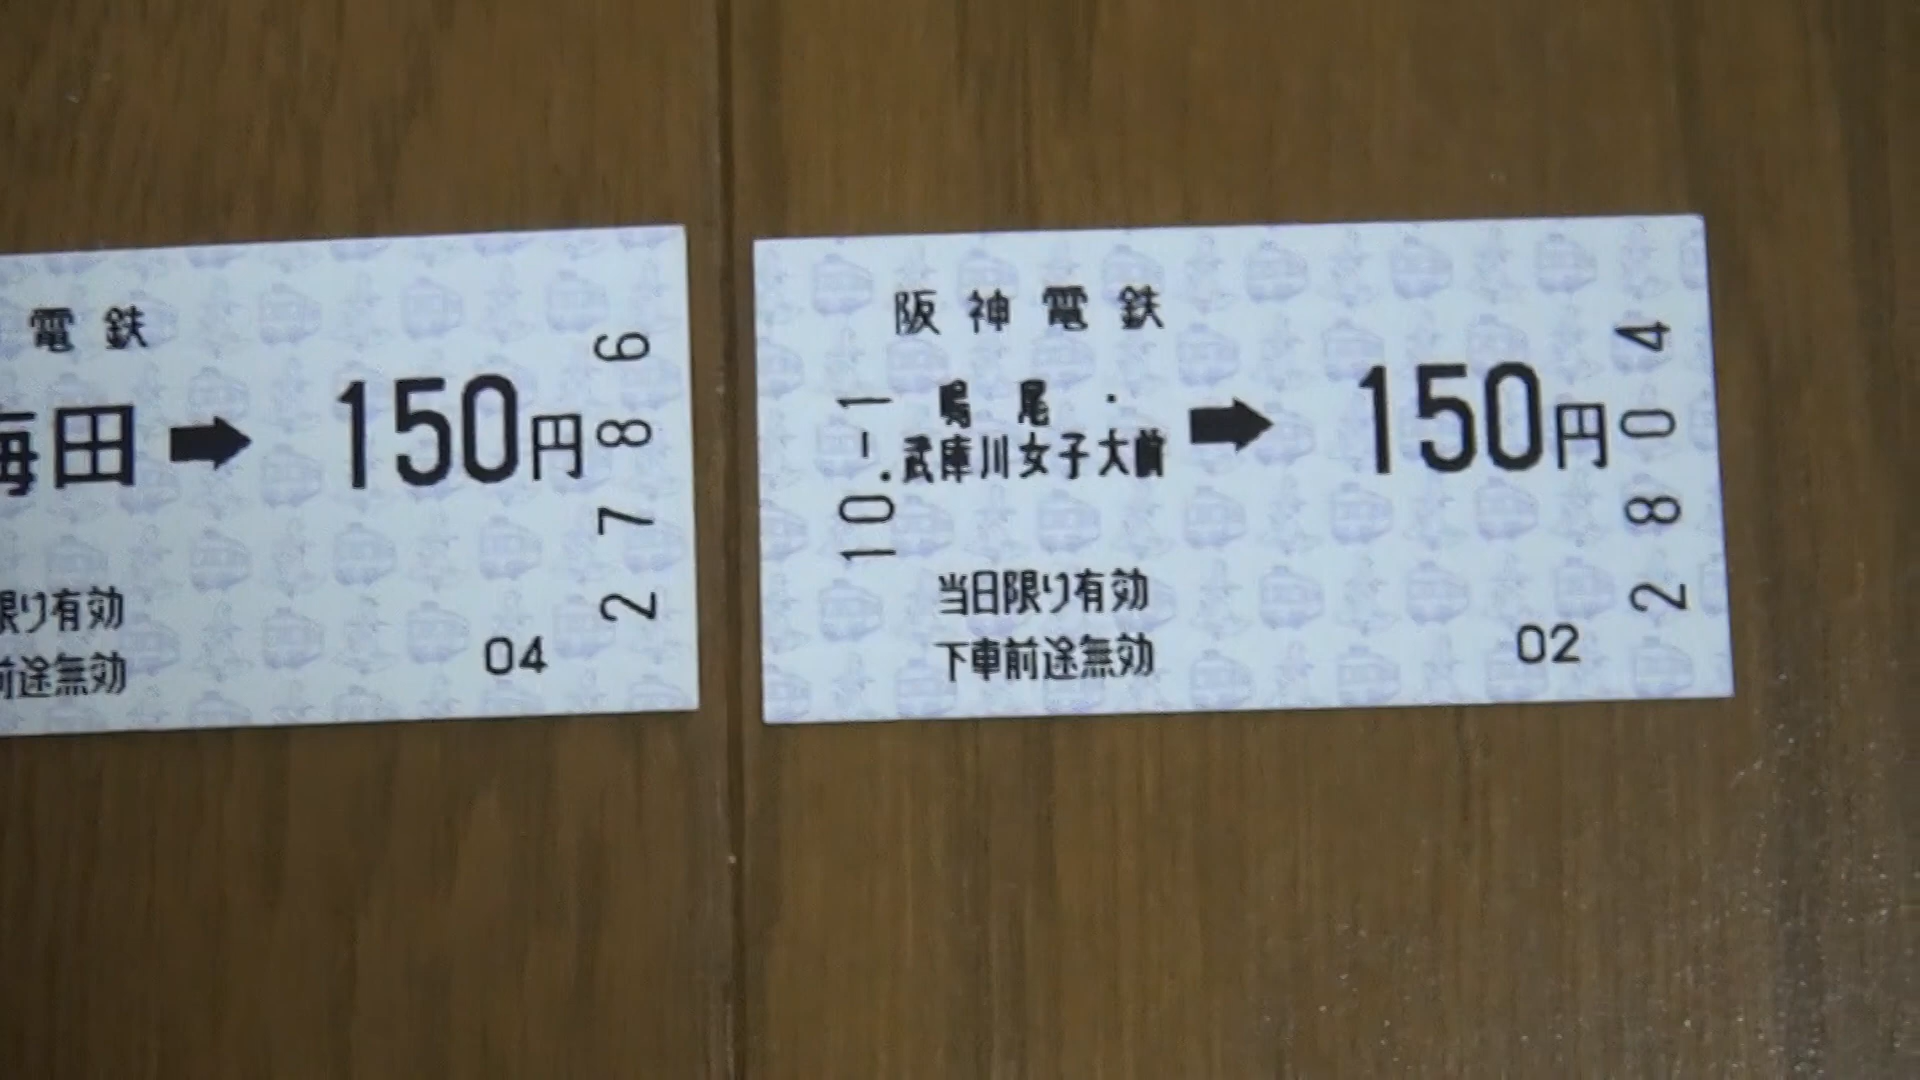 電鉄
梅田 ➡ 150円
限り有効
前途無効
04
2786
阪神電鉄
10.-1
鳴尾・
武庫川女子大前 ➡ 150円
当日限り有効
下車前途無効
02
2804